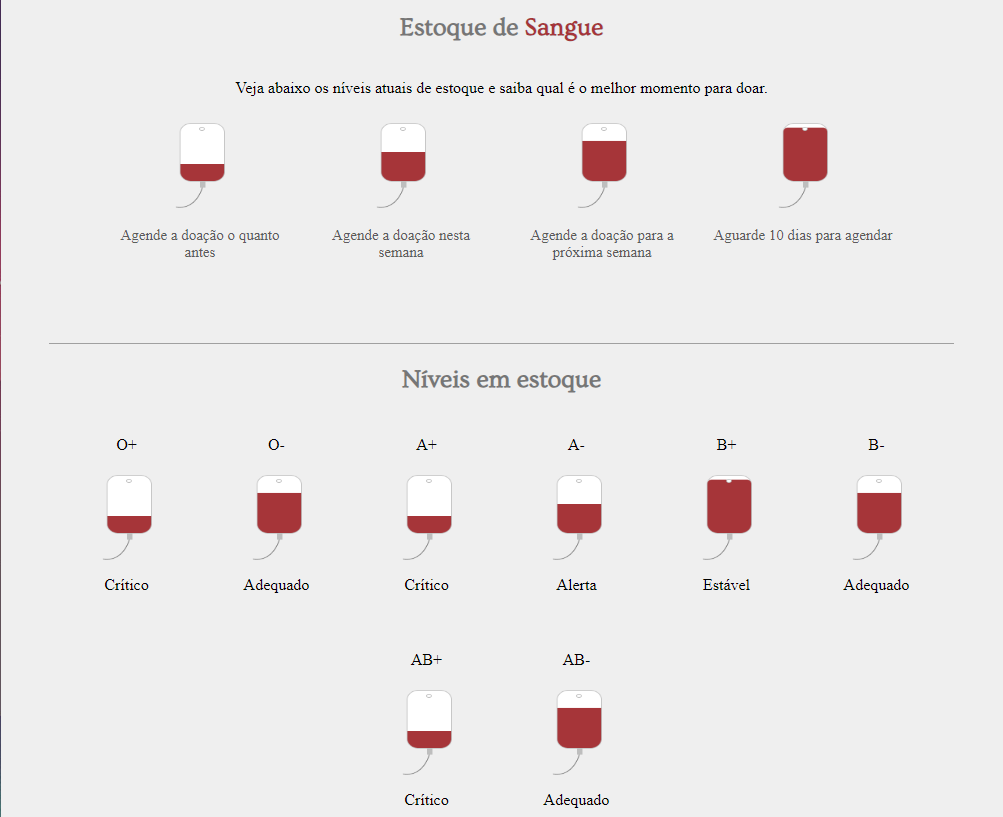 Estoque de Sangue
Veja abaixo os níveis atuais de estoque e saiba qual é o melhor momento para doar.
Agende a doação o quanto
antes
Agende a doação nesta
semana
Agende a doação para a
próxima semana
Aguarde 10 dias para agendar
Níveis em estoque
O+ O- A+ A- B+ B-
Crítico Adequado Crítico Alerta Estável Adequado
AB+ AB-
Crítico Adequado